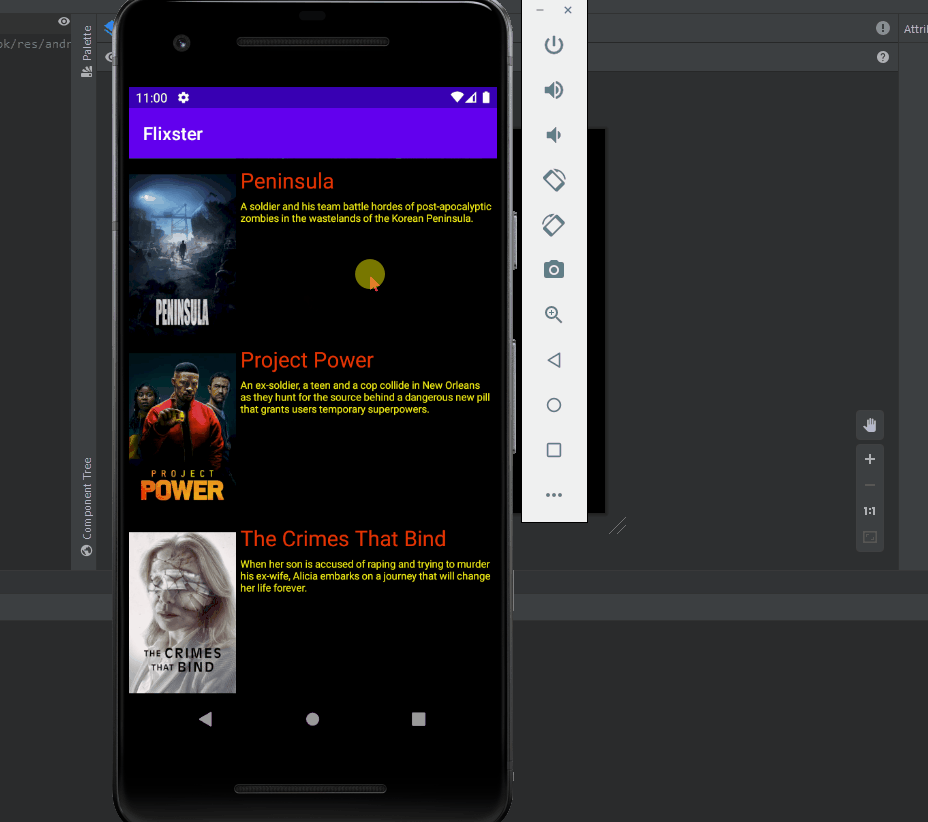 ok/res/andr
Palette
Attri
11:00
Flixster
Peninsula
A soldier and his team battle hordes of post-apocalyptic
zombies in the wastelands of the Korean Peninsula.
PENINSULA
Project Power
An ex-soldier, a teen and a cop collide in New Orleans
as they hunt for the source behind a dangerous new pill
that grants users temporary superpowers.
PROJECT
POWER
The Crimes That Bind
When her son is accused of raping and trying to murder
his ex-wife, Alicia embarks on a journey that will change
her life forever.
THE CRIMES
THAT BIND
Component Tree
1:1